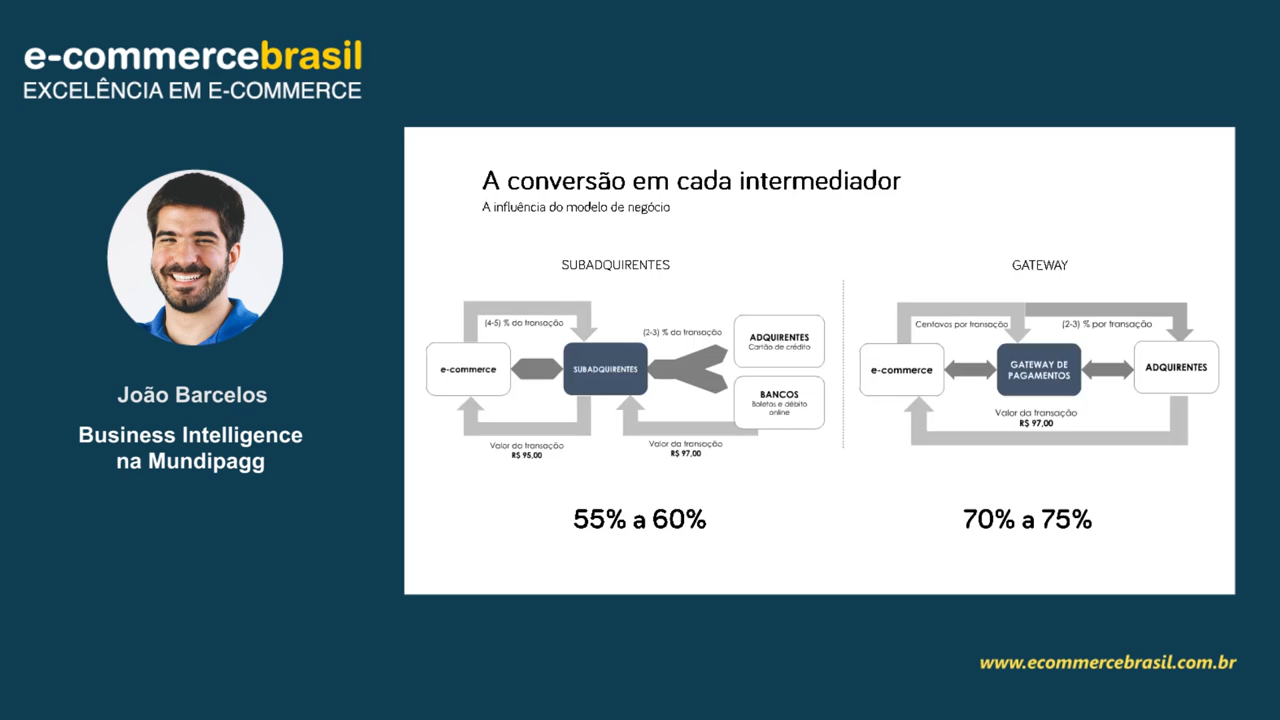 e-commercebrasil
EXCELÊNCIA EM E-COMMERCE
João Barcelos
Business Intelligence
na Mundipagg
A conversão em cada intermediador
A influência do modelo de negócio
SUBADQUIRENTES
(4-5) % da transação
(2-3) % da transação
e-commerce
SUBADQUIRENTES
ADQUIRENTES
Cartão de crédito
BANCOS
Boletos e débito
online
Valor da transação
R$ 95,00
Valor da transação
R$ 97,00
55% a 60%
GATEWAY
Centavos por transação
(2-3) % por transação
e-commerce
GATEWAY DE
PAGAMENTOS
ADQUIRENTES
Valor da transação
R$ 97,00
70% a 75%
www.ecommercebrasil.com.br